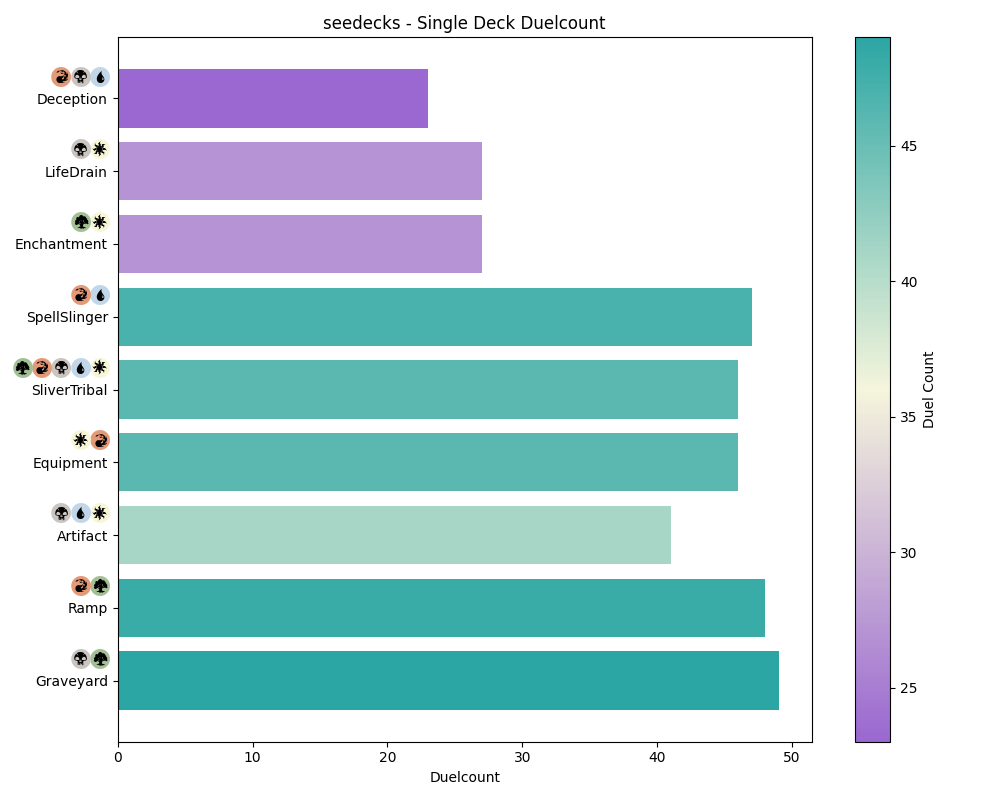 seedecks - Single Deck Duelcount
Deception
LifeDrain
Enchantment
SpellSlinger
SliverTribal
Equipment
Artifact
Ramp
Graveyard
0 10 20 30 40 50
Duelcount
45
40
35
30
25
Duel Count